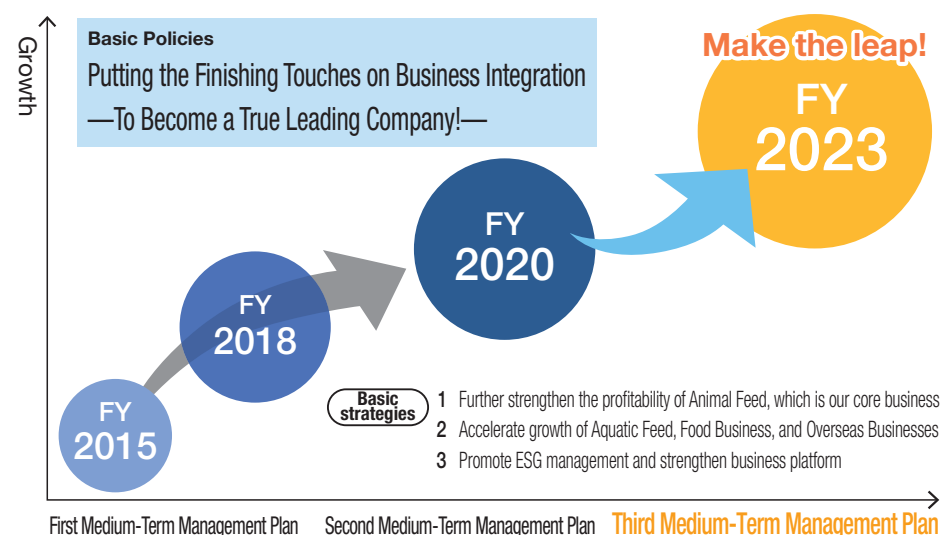 Growth
Basic Policies
Putting the Finishing Touches on Business Integration
—To Become a True Leading Company!—
Make the leap!
FY
2023
FY
2020
FY
2018
FY
2015
Basic
strategies
1 Further strengthen the profitability of Animal Feed, which is our core business
2 Accelerate growth of Aquatic Feed, Food Business, and Overseas Businesses
3 Promote ESG management and strengthen business platform
First Medium-Term Management Plan
Second Medium-Term Management Plan
Third Medium-Term Management Plan